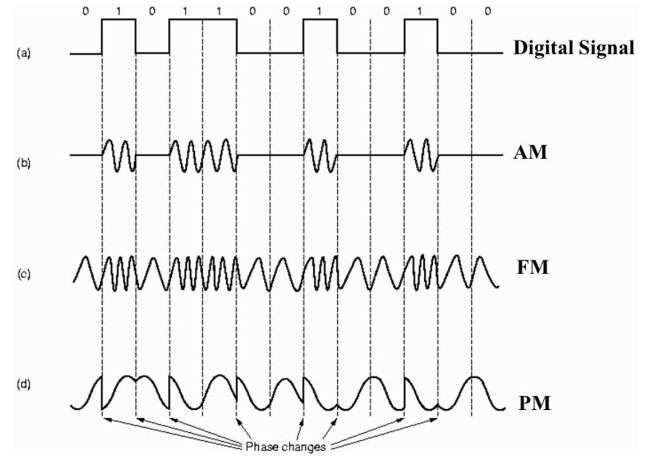 0 1 0 1 1 0 0 1 0 0 1 0 0
(a) Digital Signal
(b) AM
(c) FM
(d) PM
Phase changes